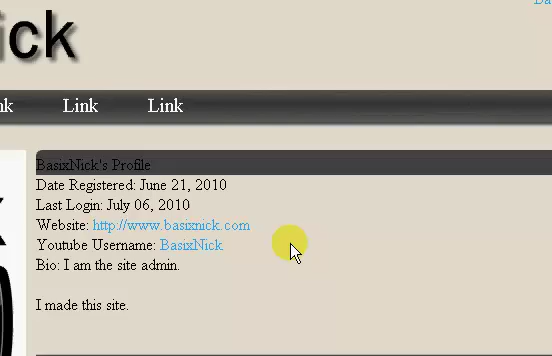 ick
nk Link Link
BasixNick's Profile
Date Registered: June 21, 2010
Last Login: July 06, 2010
Website: http://www.basixnick.com
Youtube Username: BasixNick
Bio: I am the site admin.
I made this site.